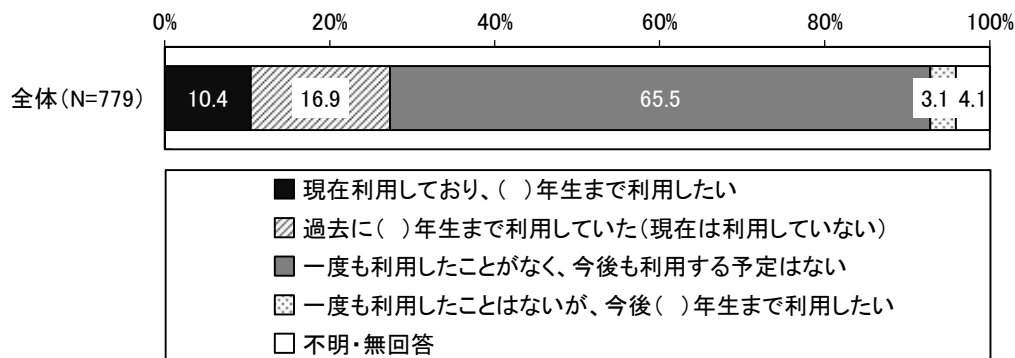 0% 20% 40% 60% 80% 100%
全体(N=779) 10.4 16.9 65.5 3.1 4.1
現在利用しており、( )年生まで利用したい
過去に( )年生まで利用していた(現在は利用していない)
一度も利用したことがなく、今後も利用する予定はない
一度も利用したことはないが、今後( )年生まで利用したい
不明・無回答